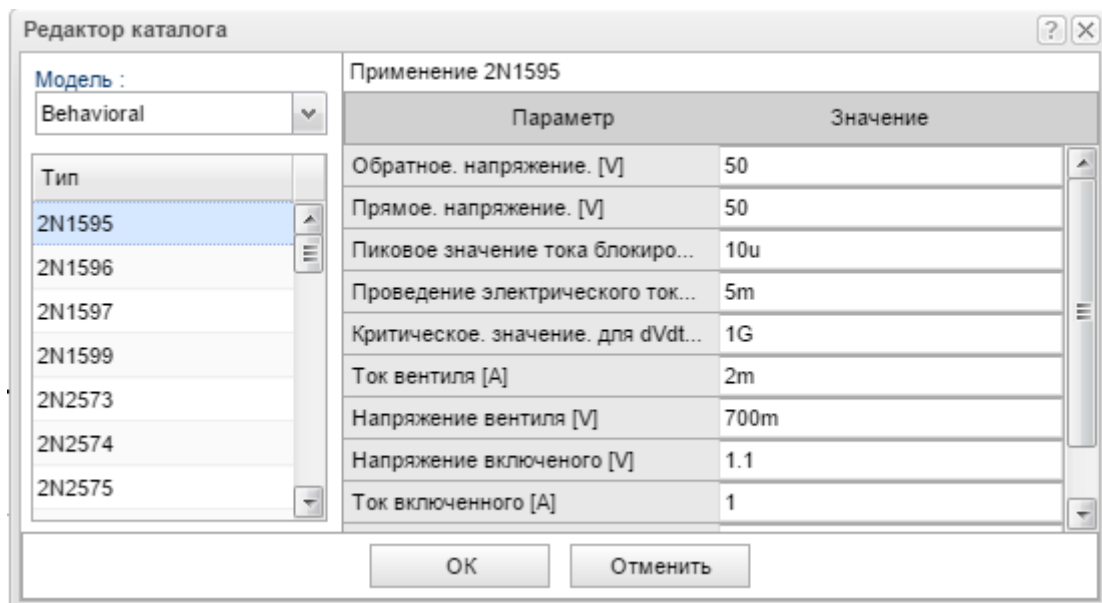 Редактор каталога
Модель :
Behavioral
Тип
2N1595
2N1596
2N1597
2N1599
2N2573
2N2574
2N2575
Применение 2N1595
Параметр Значение
Обратное. напряжение. [V] 50
Прямое. напряжение. [V] 50
Пиковое значение тока блокиро... 10u
Проведение электрического ток... 5m
Критическое. значение. для dVdt... 1G
Ток вентиля [A] 2m
Напряжение вентиля [V] 700m
Напряжение включеного [V] 1.1
Ток включенного [A] 1
ОК Отменить